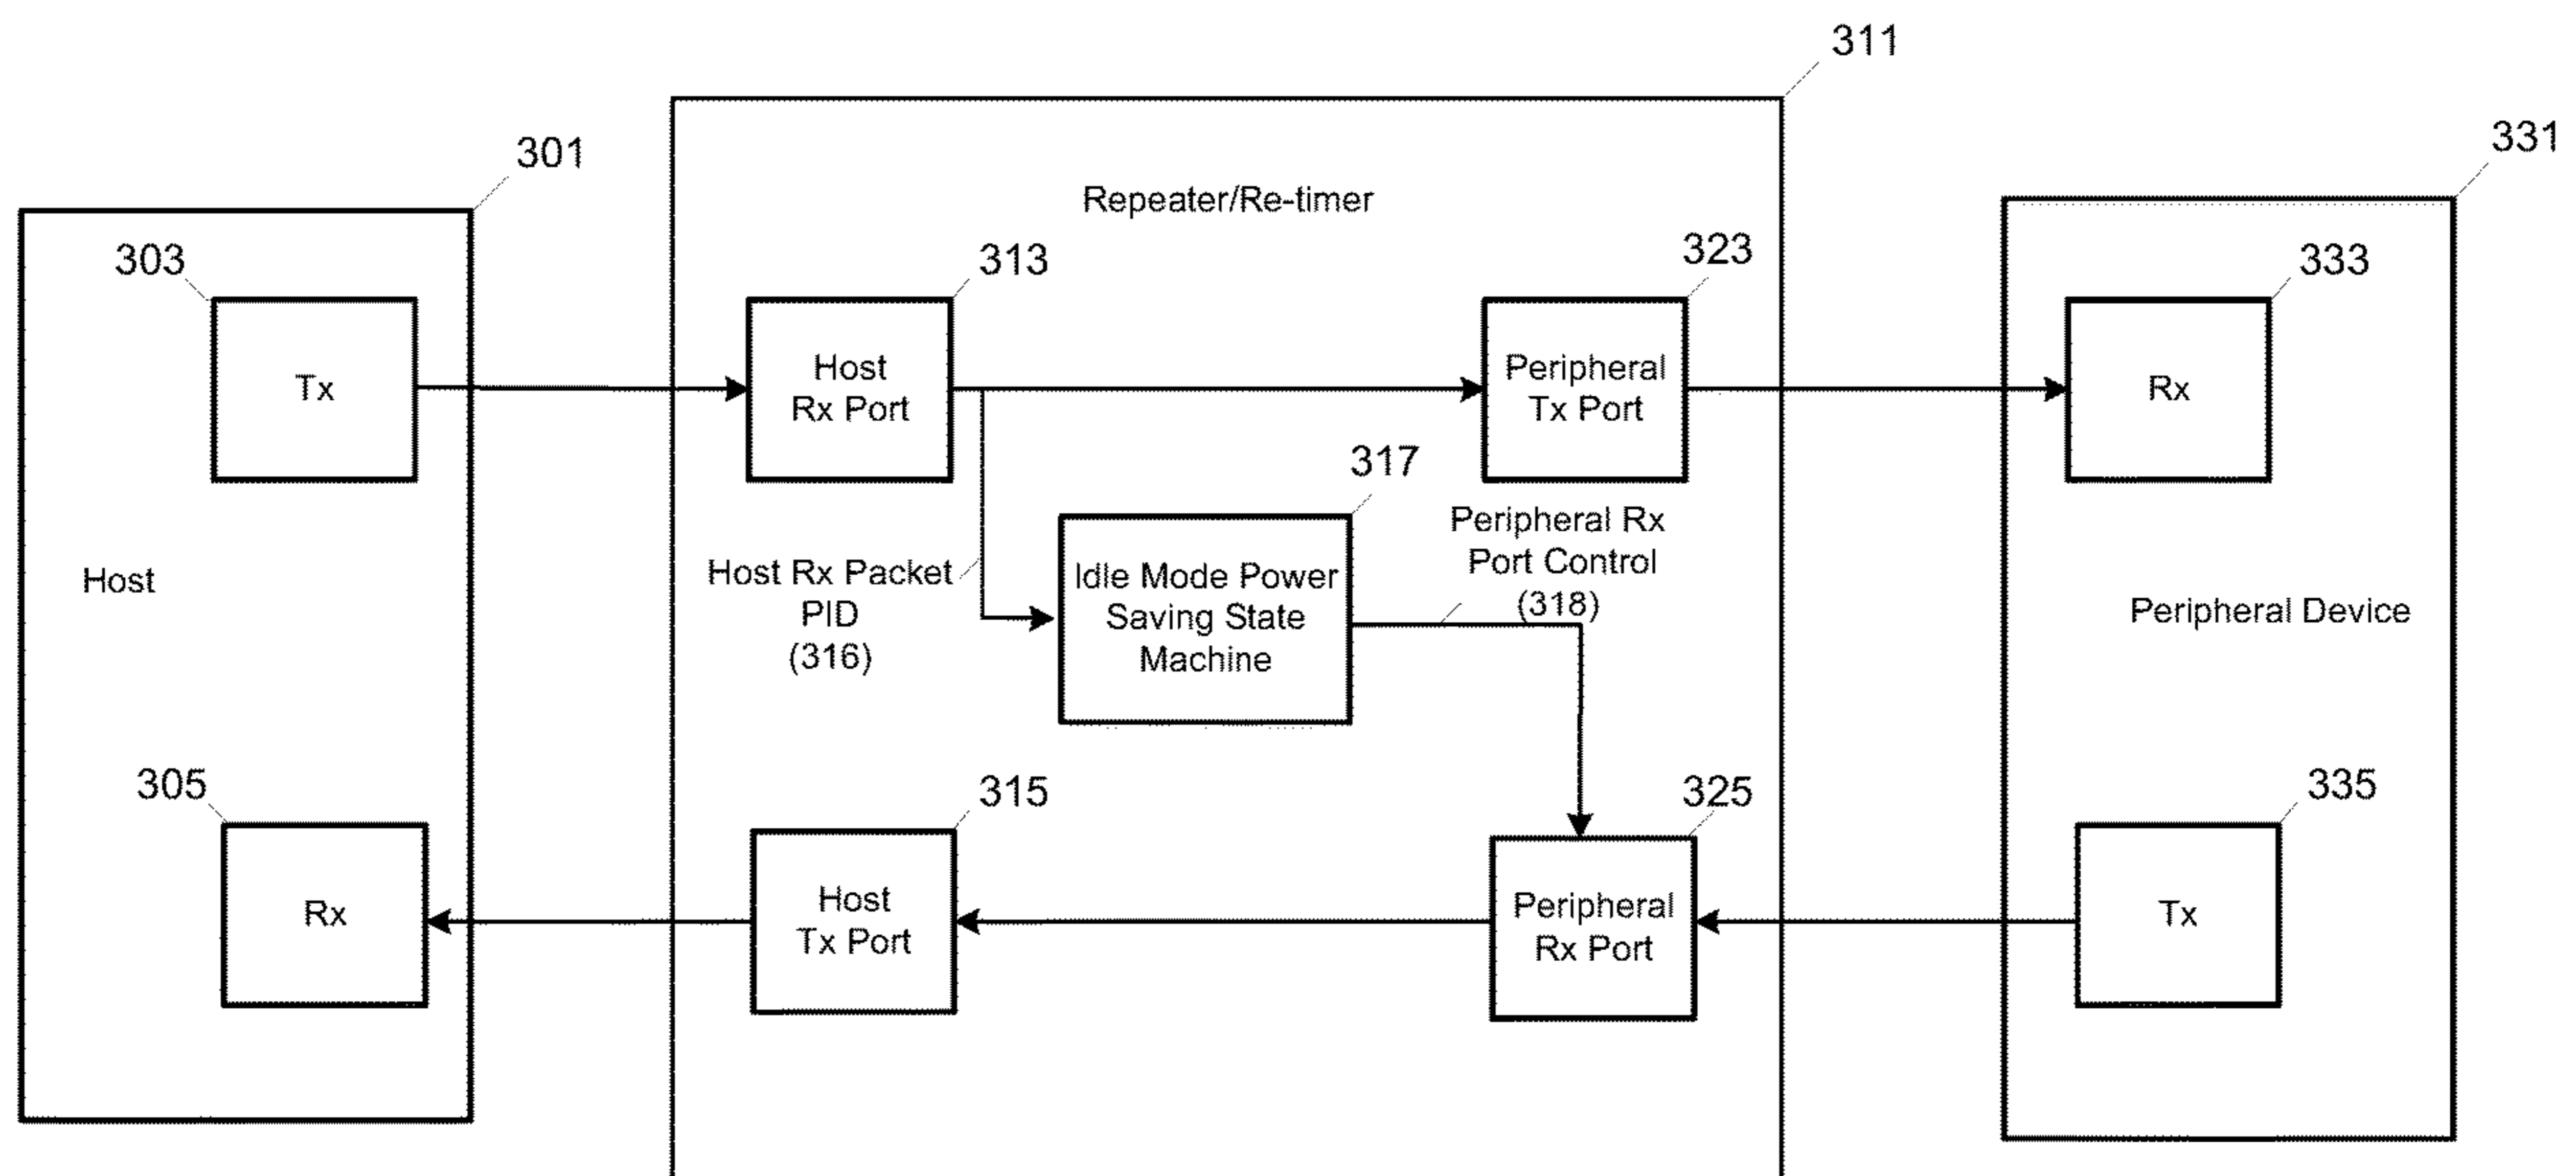 311
301
331
Repeater/Re-timer
303
313
323
333
Tx
Host
Rx Port
Peripheral
Tx Port
Rx
317
Host
Host Rx Packet
PID
(316)
Idle Mode Power
Saving State
Machine
Peripheral Rx
Port Control
(318)
Peripheral Device
305
315
325
335
Rx
Host
Tx Port
Peripheral
Rx Port
Tx